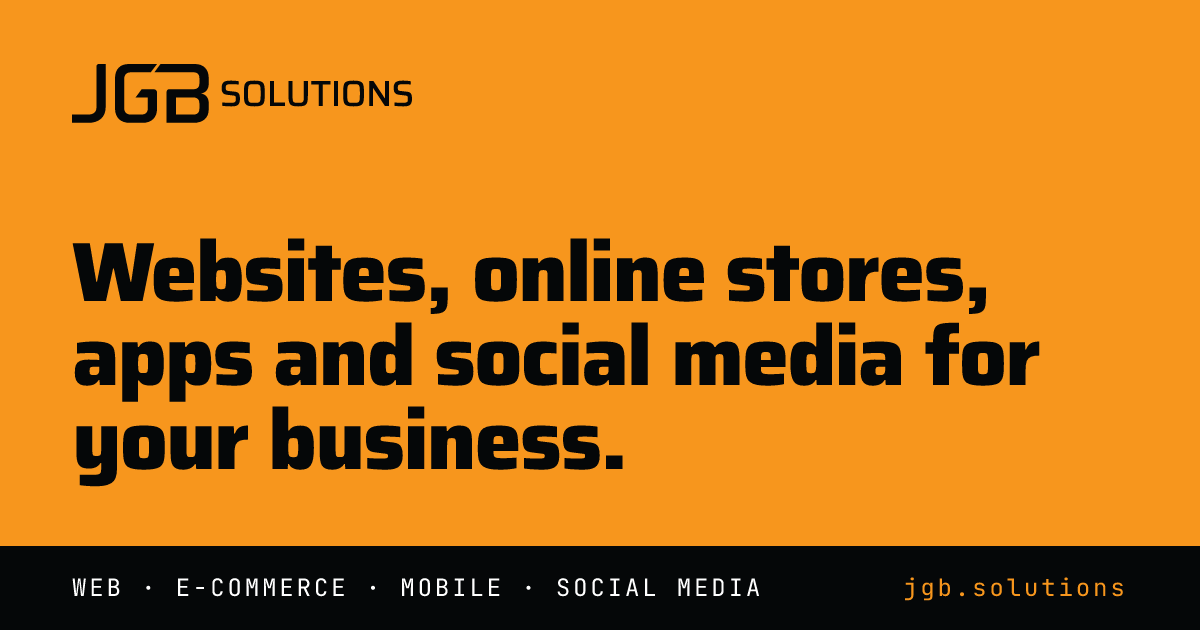 JGB SOLUTIONS
Websites, online stores,
apps and social media for
your business.
WEB · E-COMMERCE · MOBILE · SOCIAL MEDIA
jgb.solutions